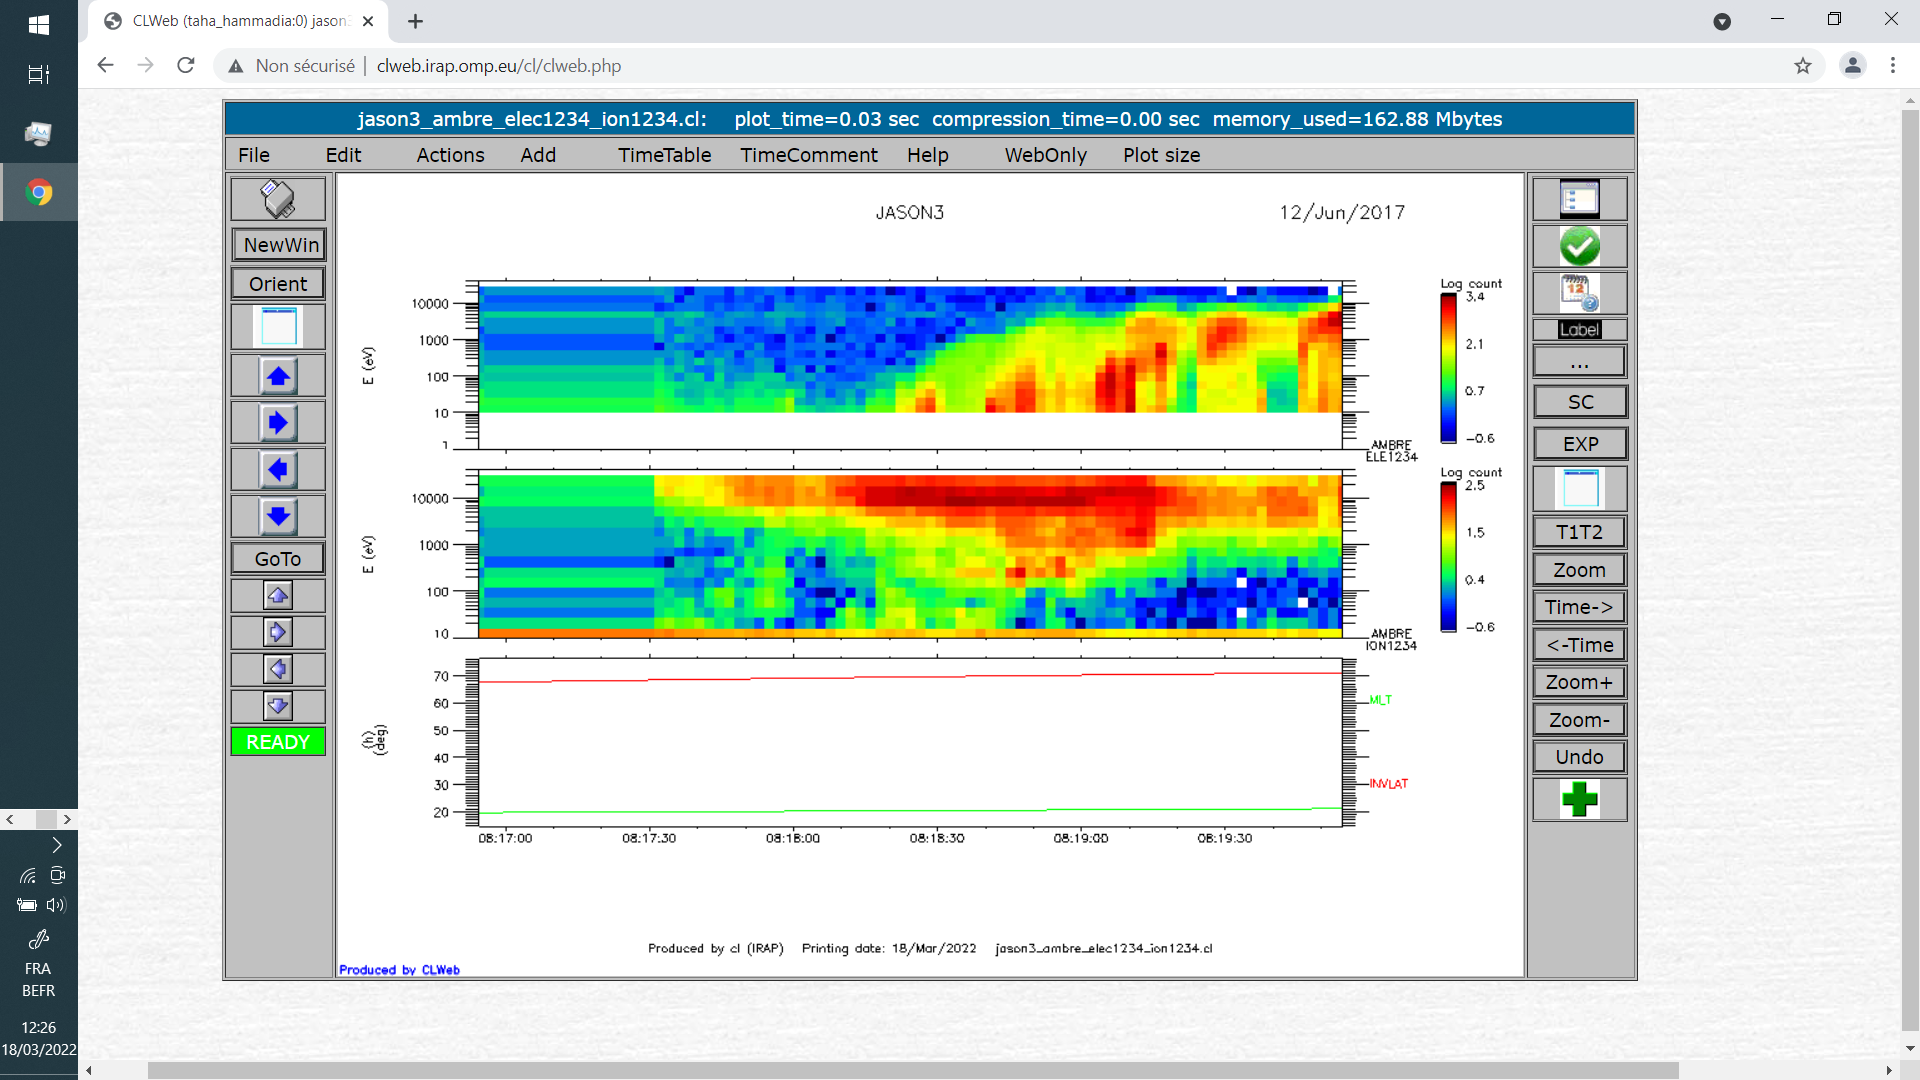 CLWeb (taha_hammadia:0) jason3
Non sécurisé | clweb.irap.omp.eu/cl/clweb.php
jason3_ambre_elec1234_ion1234.cl: plot_time=0.03 sec compression_time=0.00 sec memory_used=162.88 Mbytes
File Edit Actions Add TimeTable TimeComment Help WebOnly Plot size
NewWin
Orient
GoTo
READY
JASON3 12/Jun/2017
Log count
3.4
2.1
0.7
-0.6
10000
1000
100
10
1
E (eV)
AMBRE
ELE1234
Log count
2.5
1.5
0.4
-0.6
10000
1000
100
10
E (eV)
AMBRE
ION1234
70
60
50
40
30
20
(h)
(deg)
MLT
INVLAT
08:17:00 08:17:30 08:18:00 08:18:30 08:19:00 08:19:30
Produced by cl (IRAP) Printing date: 18/Mar/2022 jason3_ambre_elec1234_ion1234.cl
Produced by CLWeb
12
Label
...
SC
EXP
T1T2
Zoom
Time->
<-Time
Zoom+
Zoom-
Undo
FRA
BEFR
12:26
18/03/2022